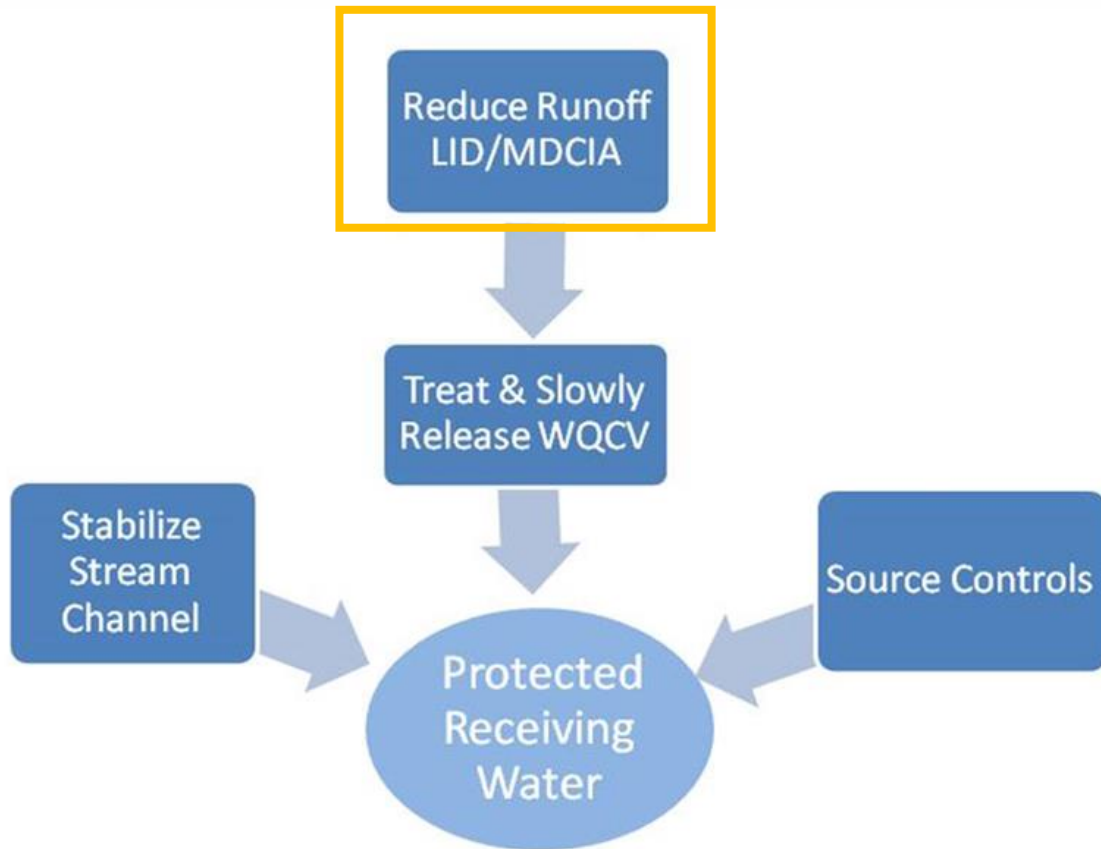 Reduce Runoff
LID/MDCIA
Treat & Slowly
Release WQCV
Stabilize
Stream
Channel
Source Controls
Protected
Receiving
Water